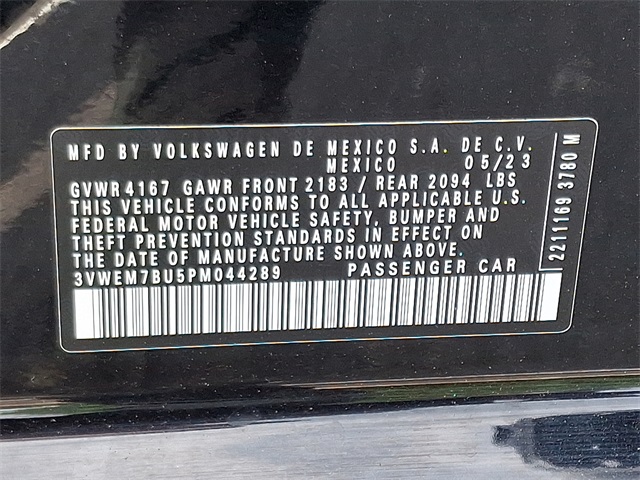 MFD BY VOLKSWAGEN DE MEXICO S.A. DE C.V.
MEXICO 05/23
GVWR 4167 GAWR FRONT 2183 / REAR 2094 LBS
THIS VEHICLE CONFORMS TO ALL APPLICABLE U.S.
FEDERAL MOTOR VEHICLE SAFETY, BUMPER AND
THEFT PREVENTION STANDARDS IN EFFECT ON
THE DATE OF MANUFACTURE SHOWN ABOVE.
3VWEM7BU5PM044289 PASSENGER CAR
2211169 3780 M